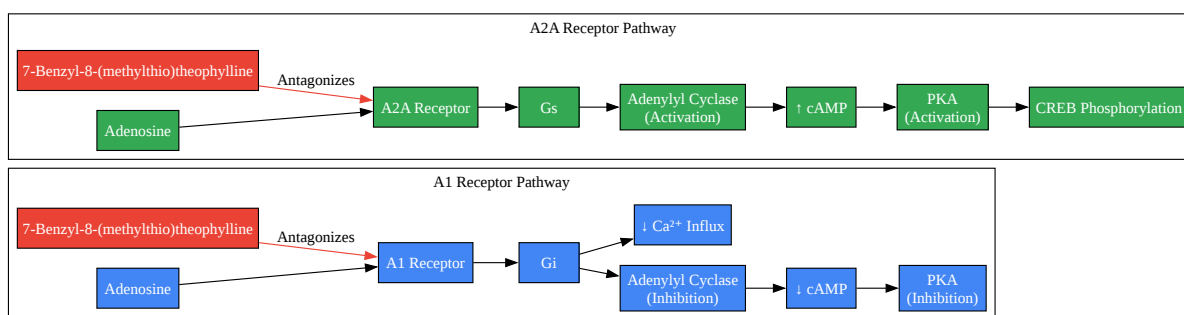 A2A Receptor Pathway
7-Benzyl-8-(methylthio)theophylline
Antagonizes
Adenosine
A2A Receptor
Gs
Adenylyl Cyclase
(Activation)
↑ cAMP
PKA
(Activation)
CREB Phosphorylation
A1 Receptor Pathway
7-Benzyl-8-(methylthio)theophylline
Antagonizes
Adenosine
A1 Receptor
Gi
↓ Ca²⁺ Influx
Adenylyl Cyclase
(Inhibition)
↓ cAMP
PKA
(Inhibition)